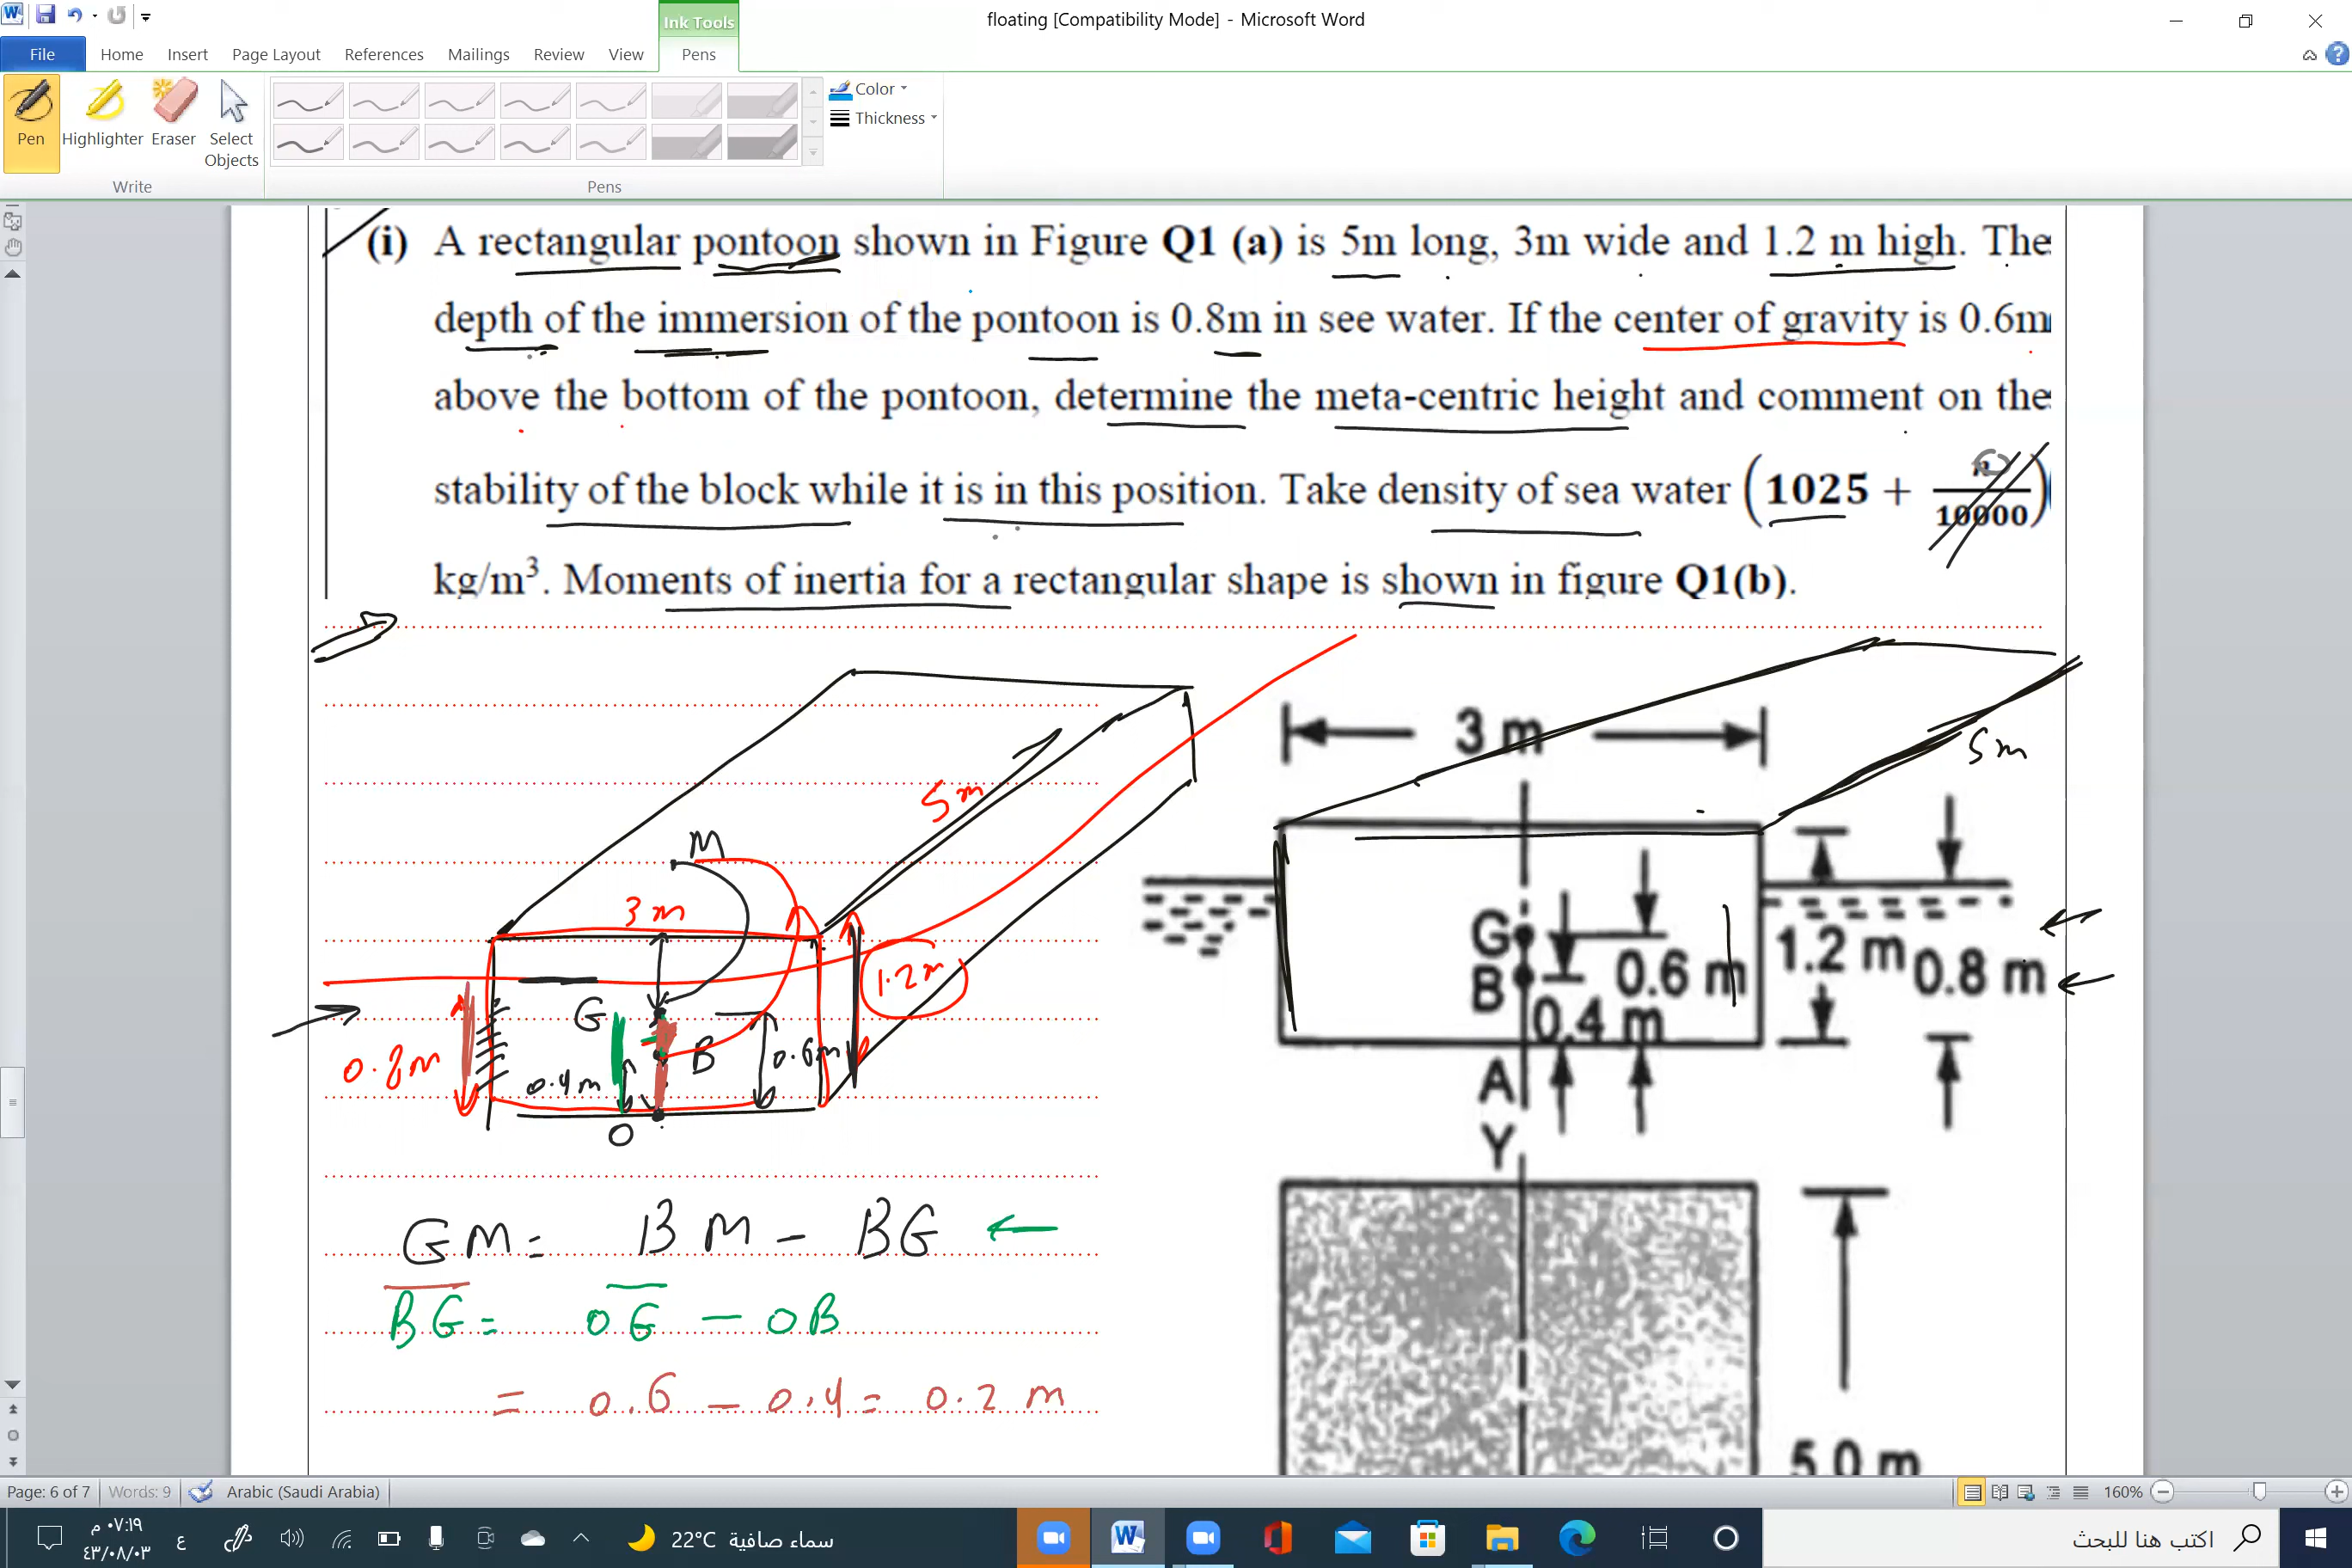 Ink Tools
floating [Compatibility Mode] - Microsoft Word
File Home Insert Page Layout References Mailings Review View Pens
Pen Highlighter Eraser Select Objects
Color
Thickness
Write Pens
(i) A rectangular pontoon shown in Figure Q1 (a) is 5m long, 3m wide and 1.2 m high. The
depth of the immersion of the pontoon is 0.8m in see water. If the center of gravity is 0.6m
above the bottom of the pontoon, determine the meta-centric height and comment on the
stability of the block while it is in this position. Take density of sea water (1025 + n/10000)
kg/m³. Moments of inertia for a rectangular shape is shown in figure Q1(b).
5m
M
3m
1.2m
G
B
0.6m
0.8m
0.4m
O
3 m
5m
G
B
0.6 m
0.4 m
1.2 m
0.8 m
A
Y
5.0 m
GM = BM - BG
BG = OG - OB
= 0.6 - 0.4 = 0.2 m
Page: 6 of 7 Words: 9 Arabic (Saudi Arabia) 160%
٠٧:١٩ م
٤٣/٠٨/٠٣
ع
22°C سماء صافية
اكتب هنا للبحث